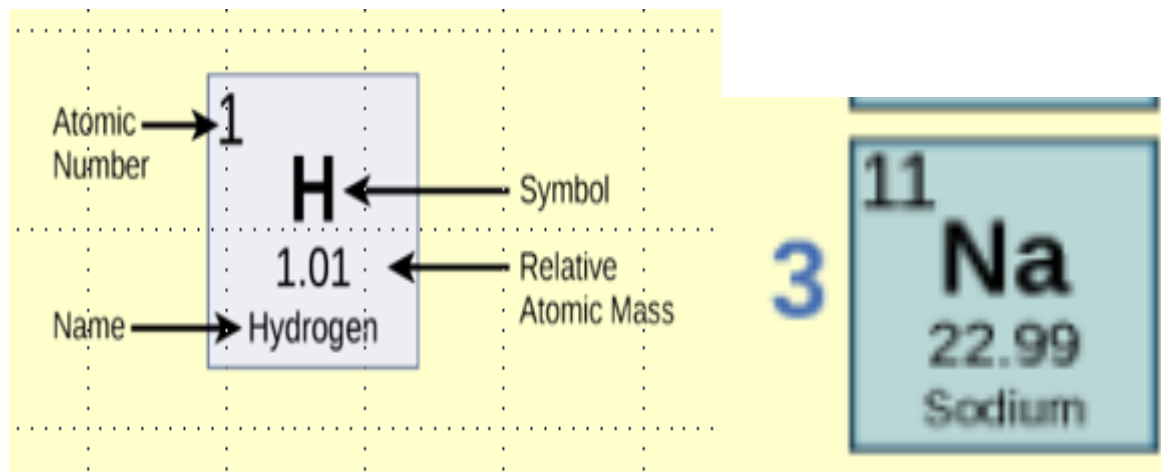 Atomic
Number
1
H
Symbol
1.01
Relative
Atomic Mass
Name
Hydrogen
3
11
Na
22.99
Sodium